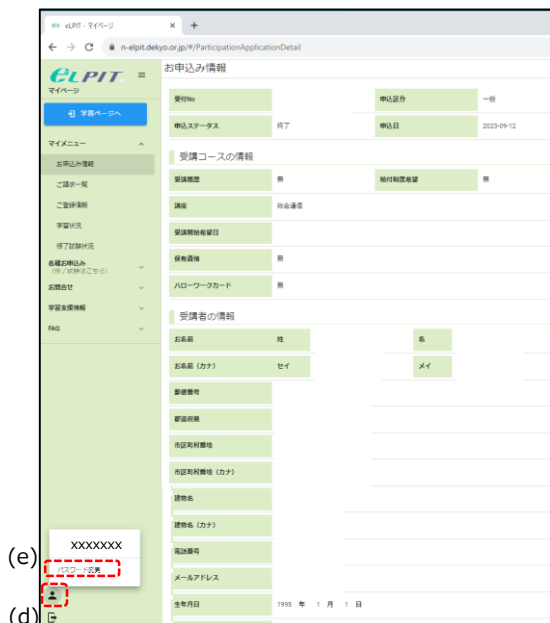 eLPIT - マイページ
n-elpit.dekyo.or.jp/#/ParticipationApplicationDetail
eLPIT
マイページ
学習ページへ
マイメニュー
お申込み情報
ご請求一覧
ご登録情報
学習状況
修了試験状況
各種お申込み
(修了試験はこちら)
お問合せ
学習支援情報
FAQ
XXXXXXX
(e)
パスワード変更
(d)
お申込み情報
受付No 申込区分 一般
申込ステータス 終了 申込日 2023-09-12
受講コースの情報
受講履歴 無 給付制度希望 無
講座 総合通信
受講開始希望日
保有資格 無
ハローワークカード 無
受講者の情報
お名前 姓 名
お名前（カナ） セイ メイ
郵便番号
都道府県
市区町村番地
市区町村番地（カナ）
建物名
建物名（カナ）
電話番号
メールアドレス
生年月日 1995 年 1 月 1 日